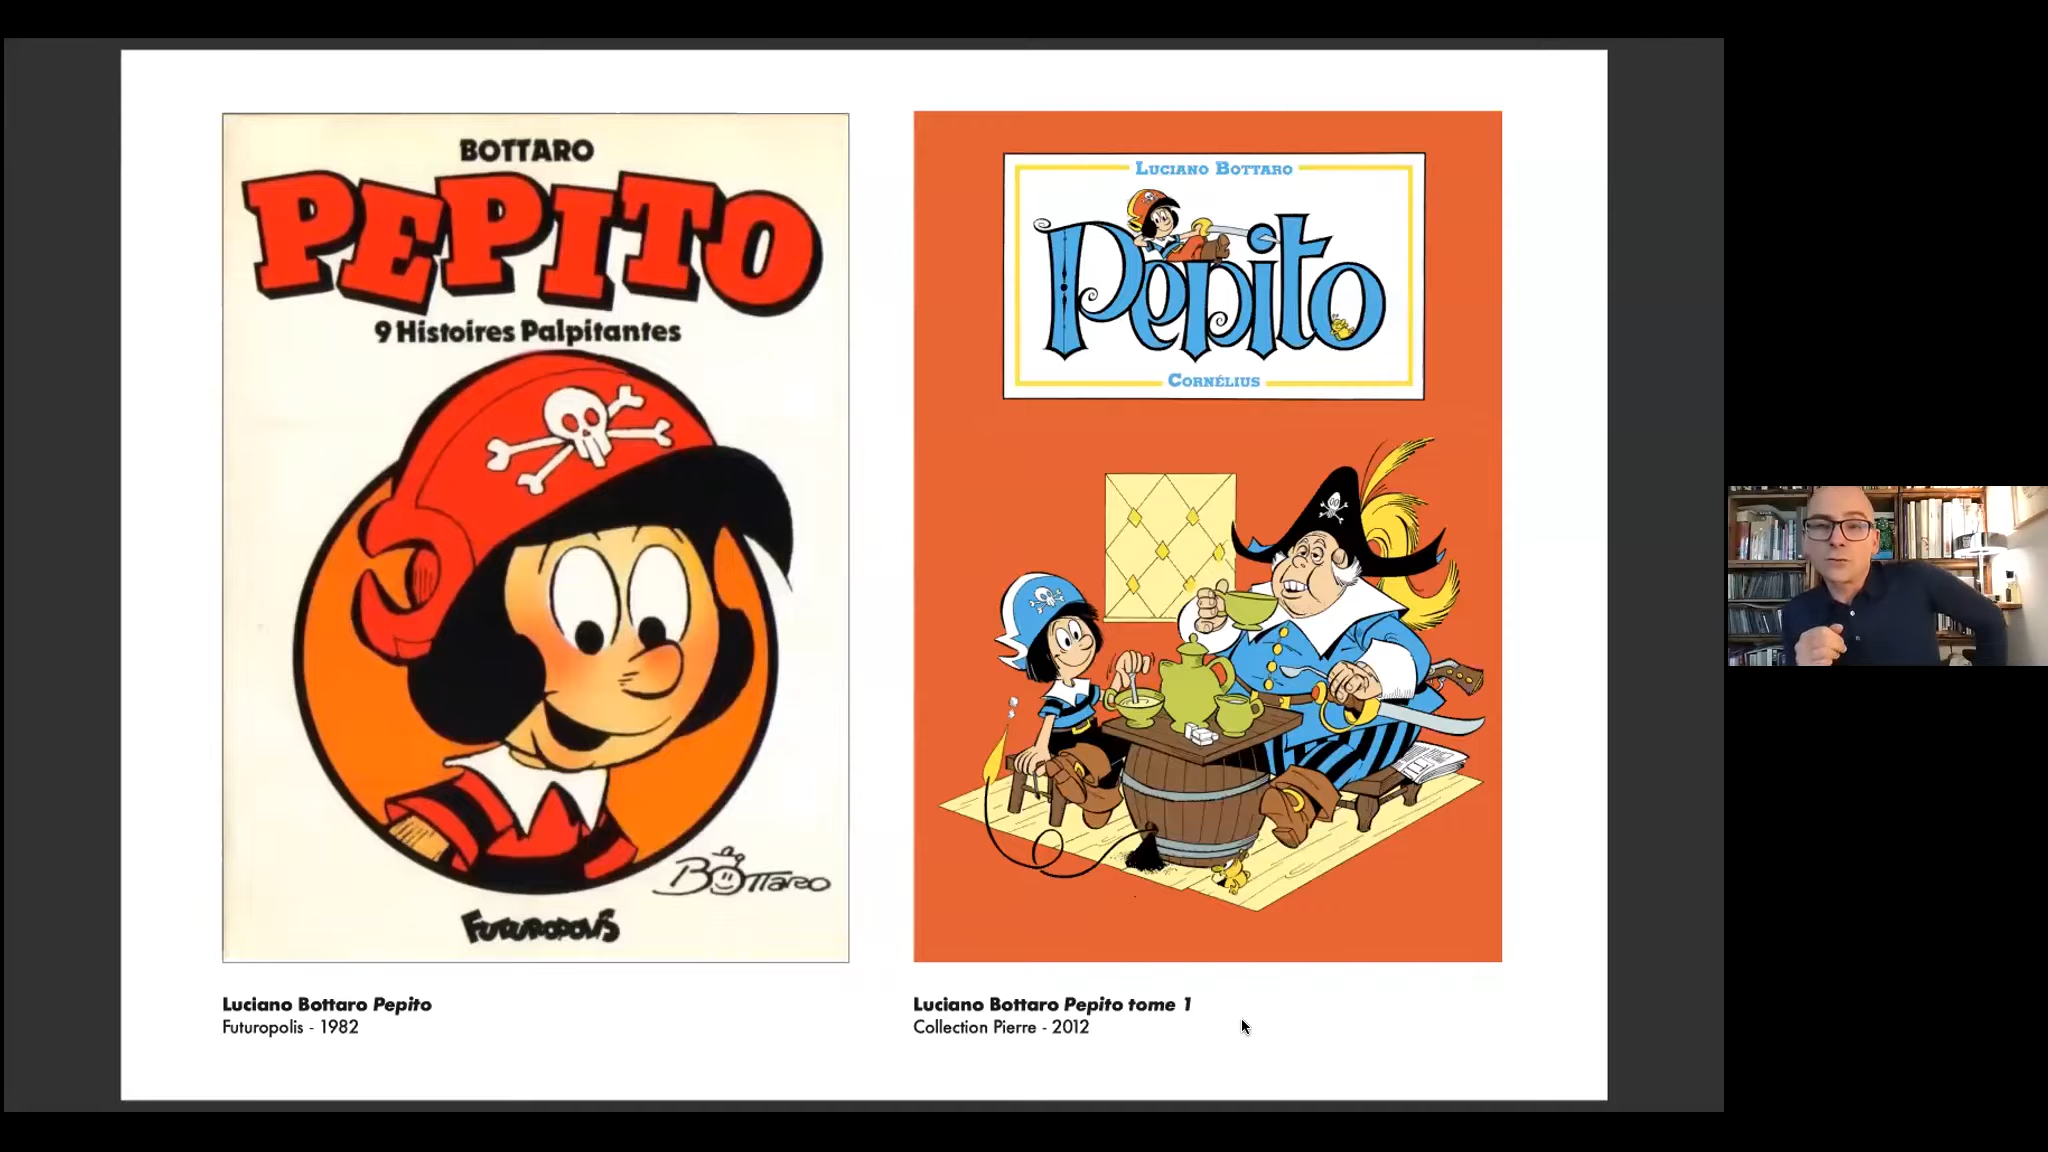 BOTTARO
PEPITO
9 Histoires Palpitantes
BOTTARO
FUTUROPOLIS
Luciano Bottaro Pepito
Futuropolis - 1982
LUCIANO BOTTARO
Pepito
CORNÉLIUS
Luciano Bottaro Pepito tome 1
Collection Pierre - 2012